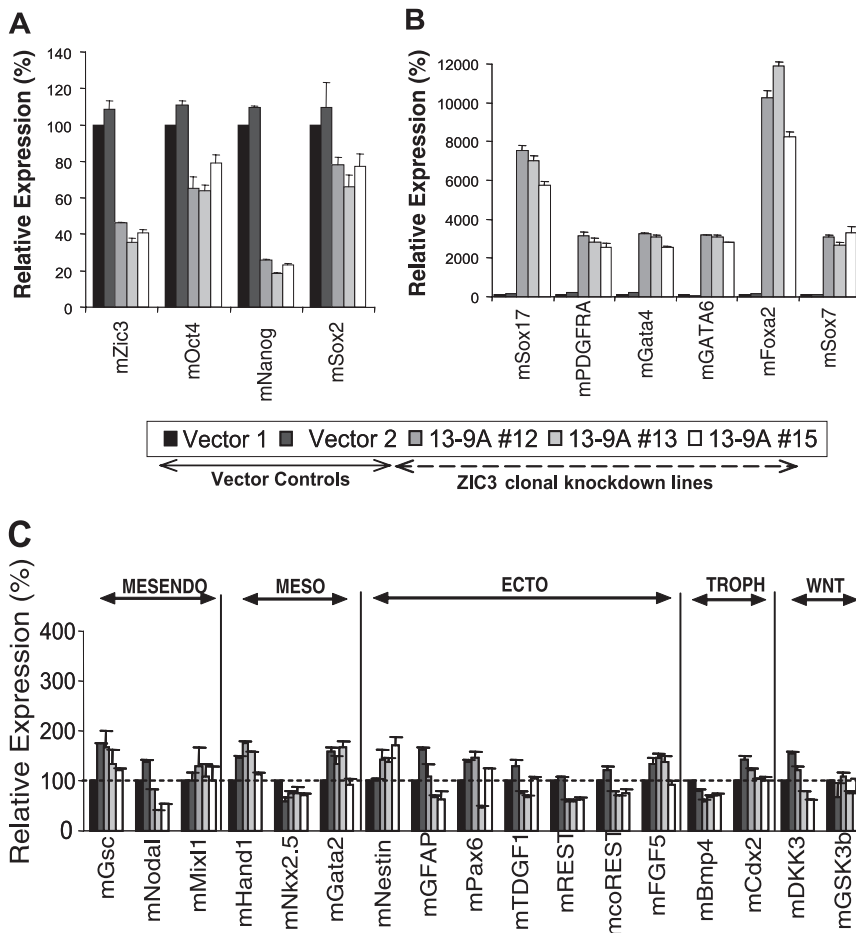 A
Relative Expression (%)
140
120
100
80
60
40
20
0
mZic3
mOct4
mNanog
mSox2
B
Relative Expression (%)
12000
10000
8000
6000
4000
2000
0
mSox17
mPDGFRA
mGata4
mGATA6
mFoxa2
mSox7
Vector 1 Vector 2 13-9A #12 13-9A #13 13-9A #15
Vector Controls ZIC3 clonal knockdown lines
C
MESENDO MESO ECTO TROPH WNT
Relative Expression (%)
400
300
200
100
0
mGsc
mNodal
mMixl1
mHand1
mNkx2.5
mGata2
mNestin
mGFAP
mPax6
mTDGF1
mREST
mcoREST
mFGF5
mBmp4
mCdx2
mDKK3
mGSK3b